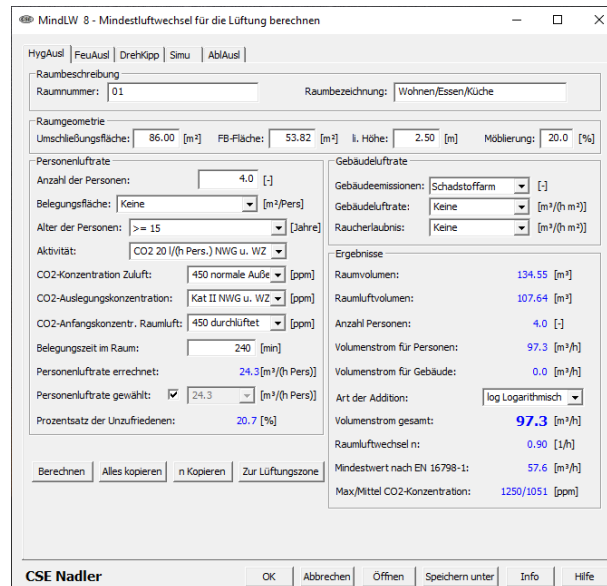 MindLW 8 - Mindestluftwechsel für die Lüftung berechnen
HygAusl FeuAusl DrehKipp Simu AblAusl
Raumbeschreibung
Raumnummer: 01 Raumbezeichnung: Wohnen/Essen/Küche
Raumgeometrie
Umschließungsfläche: 86.00 [m²] FB-Fläche: 53.82 [m²] li. Höhe: 2.50 [m] Möblierung: 20.0 [%]
Personenluftrate
Anzahl der Personen: 4.0 [-]
Belegungsfläche: Keine [m²/Pers]
Alter der Personen: >= 15 [Jahre]
Aktivität: CO2 20 l/(h Pers.) NWG u. WZ
CO2-Konzentration Zuluft: 450 normale Auße [ppm]
CO2-Auslegungskonzentration: Kat II NWG u. WZ [ppm]
CO2-Anfangskonzentr. Raumluft: 450 durchlüftet [ppm]
Belegungszeit im Raum: 240 [min]
Personenluftrate errechnet: 24.3 [m³/(h Pers)]
Personenluftrate gewählt: 24.3 [m³/(h Pers)]
Prozentsatz der Unzufriedenen: 20.7 [%]
Gebäudeluftrate
Gebäudeemissionen: Schadstoffarm [-]
Gebäudeluftrate: Keine [m³/(h m²)]
Raucherlaubnis: Keine [m³/(h m²)]
Ergebnisse
Raumvolumen: 134.55 [m³]
Raumluftvolumen: 107.64 [m³]
Anzahl Personen: 4.0 [-]
Volumenstrom für Personen: 97.3 [m³/h]
Volumenstrom für Gebäude: 0.0 [m³/h]
Art der Addition: log Logarithmisch
Volumenstrom gesamt: 97.3 [m³/h]
Raumluftwechsel n: 0.90 [1/h]
Mindestwert nach EN 16798-1: 57.6 [m³/h]
Max/Mittel CO2-Konzentration: 1250/1051 [ppm]
Berechnen Alles kopieren n Kopieren Zur Lüftungszone
CSE Nadler OK Abbrechen Öffnen Speichern unter Info Hilfe